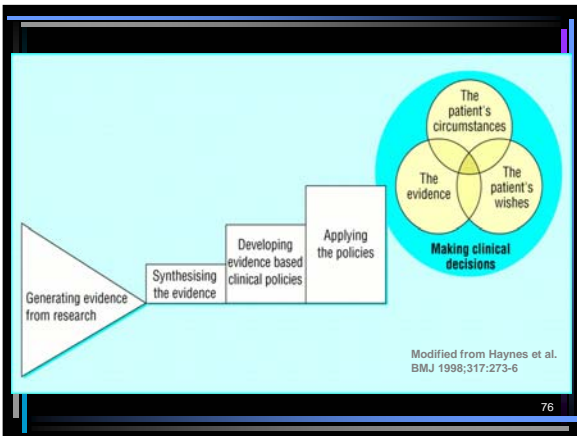 Generating evidence
from research
Synthesising
the evidence
Developing
evidence based
clinical policies
Applying
the policies
The
patient's
circumstances
The
evidence
The
patient's
wishes
Making clinical
decisions
Modified from Haynes et al.
BMJ 1998;317:273-6
76